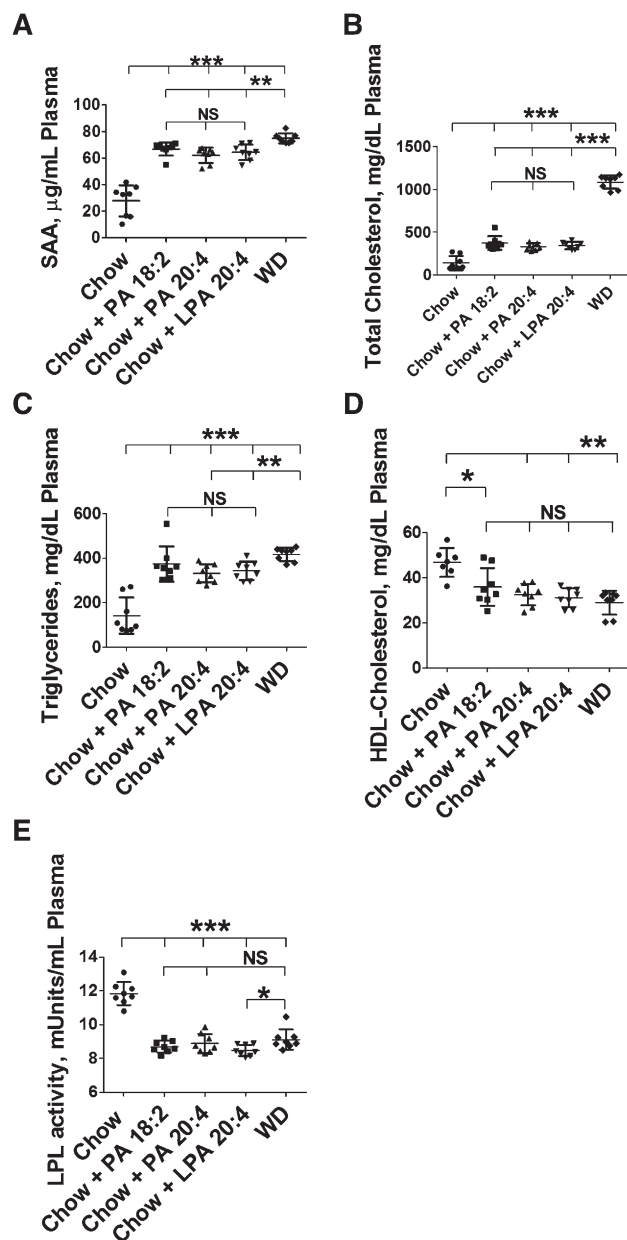 A
***
**
NS
SAA, µg/mL Plasma
100
80
60
40
20
0
Chow
Chow + PA 18:2
Chow + PA 20:4
Chow + LPA 20:4
WD
B
***
***
NS
Total Cholesterol, mg/dL Plasma
1500
1000
500
0
Chow
Chow + PA 18:2
Chow + PA 20:4
Chow + LPA 20:4
WD
C
***
**
NS
Triglycerides, mg/dL Plasma
600
400
200
0
Chow
Chow + PA 18:2
Chow + PA 20:4
Chow + LPA 20:4
WD
D
**
*
NS
HDL-Cholesterol, mg/dL Plasma
60
40
20
0
Chow
Chow + PA 18:2
Chow + PA 20:4
Chow + LPA 20:4
WD
E
***
NS
*
LPL activity, mUnits/mL Plasma
14
12
10
8
6
Chow
Chow + PA 18:2
Chow + PA 20:4
Chow + LPA 20:4
WD